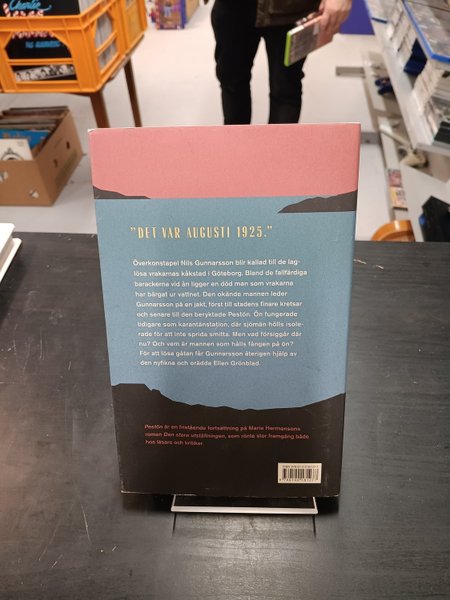 Charlie
"DET VAR AUGUSTI 1925."
Överkonstapel Nils Gunnarsson blir kallad till de lag-
lösa vrakarnas kåkstad i Göteborg. Bland de fallfärdiga
barackerna vid än ligger en död man som vrakarna
har bärgat ur vattnet. Den okände mannen leder
Gunnarsson på en jakt, först till stadens finare kretsar
och senare till den beryktade Pestön. Ön fungerade
tidigare som karantänstation, där sjömän hölls isole-
rade för att inte sprida smitta. Men vad försiggår där
nu? Och vem är mannen som hålls fången på ön?
För att lösa gåtan får Gunnarsson återigen hjälp av
den nyfikna och orädda Ellen Grönblad.
Pestön är en fristående fortsättning på Marie Hermansons
roman Den stora utställningen, som rönte stor framgång både
hos läsare och kritiker.